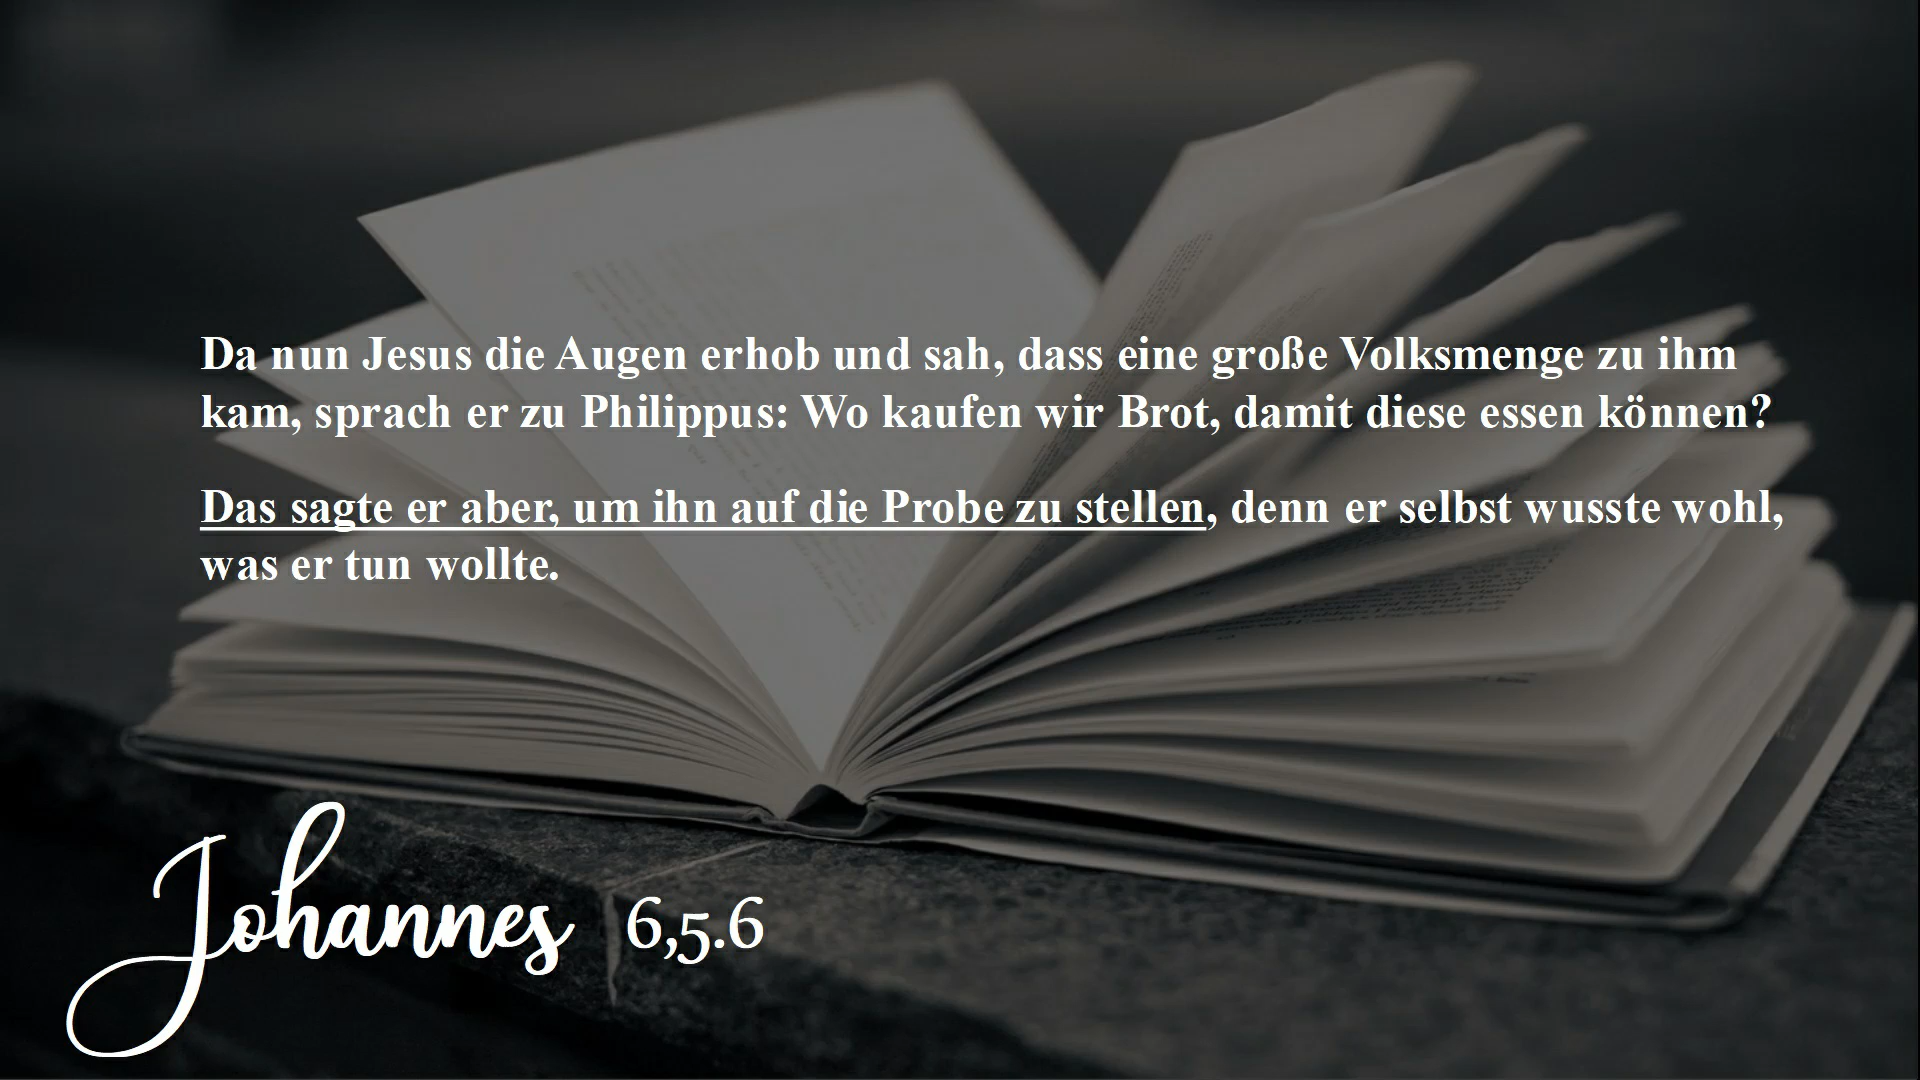 Da nun Jesus die Augen erhob und sah, dass eine große Volksmenge zu ihm
kam, sprach er zu Philippus: Wo kaufen wir Brot, damit diese essen können?
Das sagte er aber, um ihn auf die Probe zu stellen, denn er selbst wusste wohl,
was er tun wollte.
Johannes 6,5.6